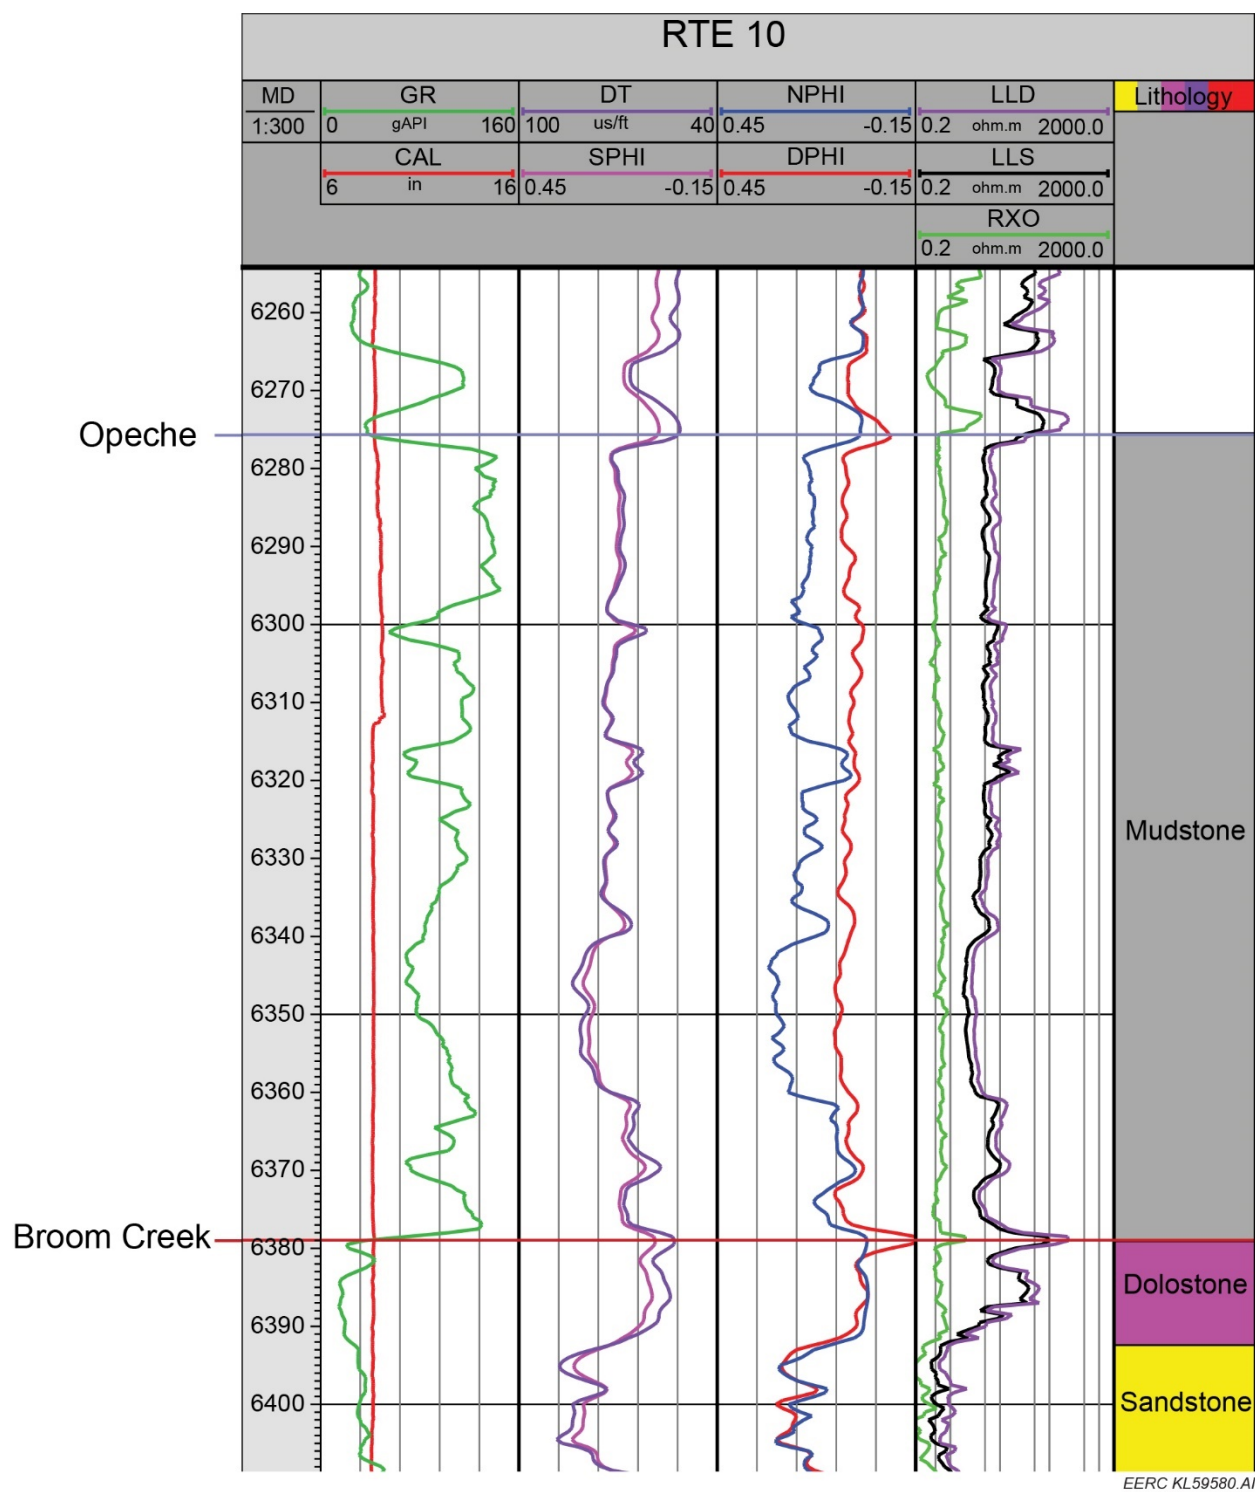 RTE 10
MD GR DT NPHI LLD Lithology
1:300 0 gAPI 160 100 us/ft 40 0.45 -0.15 0.2 ohm.m 2000.0
CAL SPHI DPHI LLS
6 in 16 0.45 -0.15 0.45 -0.15 0.2 ohm.m 2000.0
RXO
0.2 ohm.m 2000.0
6260
6270
Opeche
6280
6290
6300
6310
6320
Mudstone
6330
6340
6350
6360
6370
Broom Creek
6380
Dolostone
6390
6400
Sandstone
EERC KL59580.AI